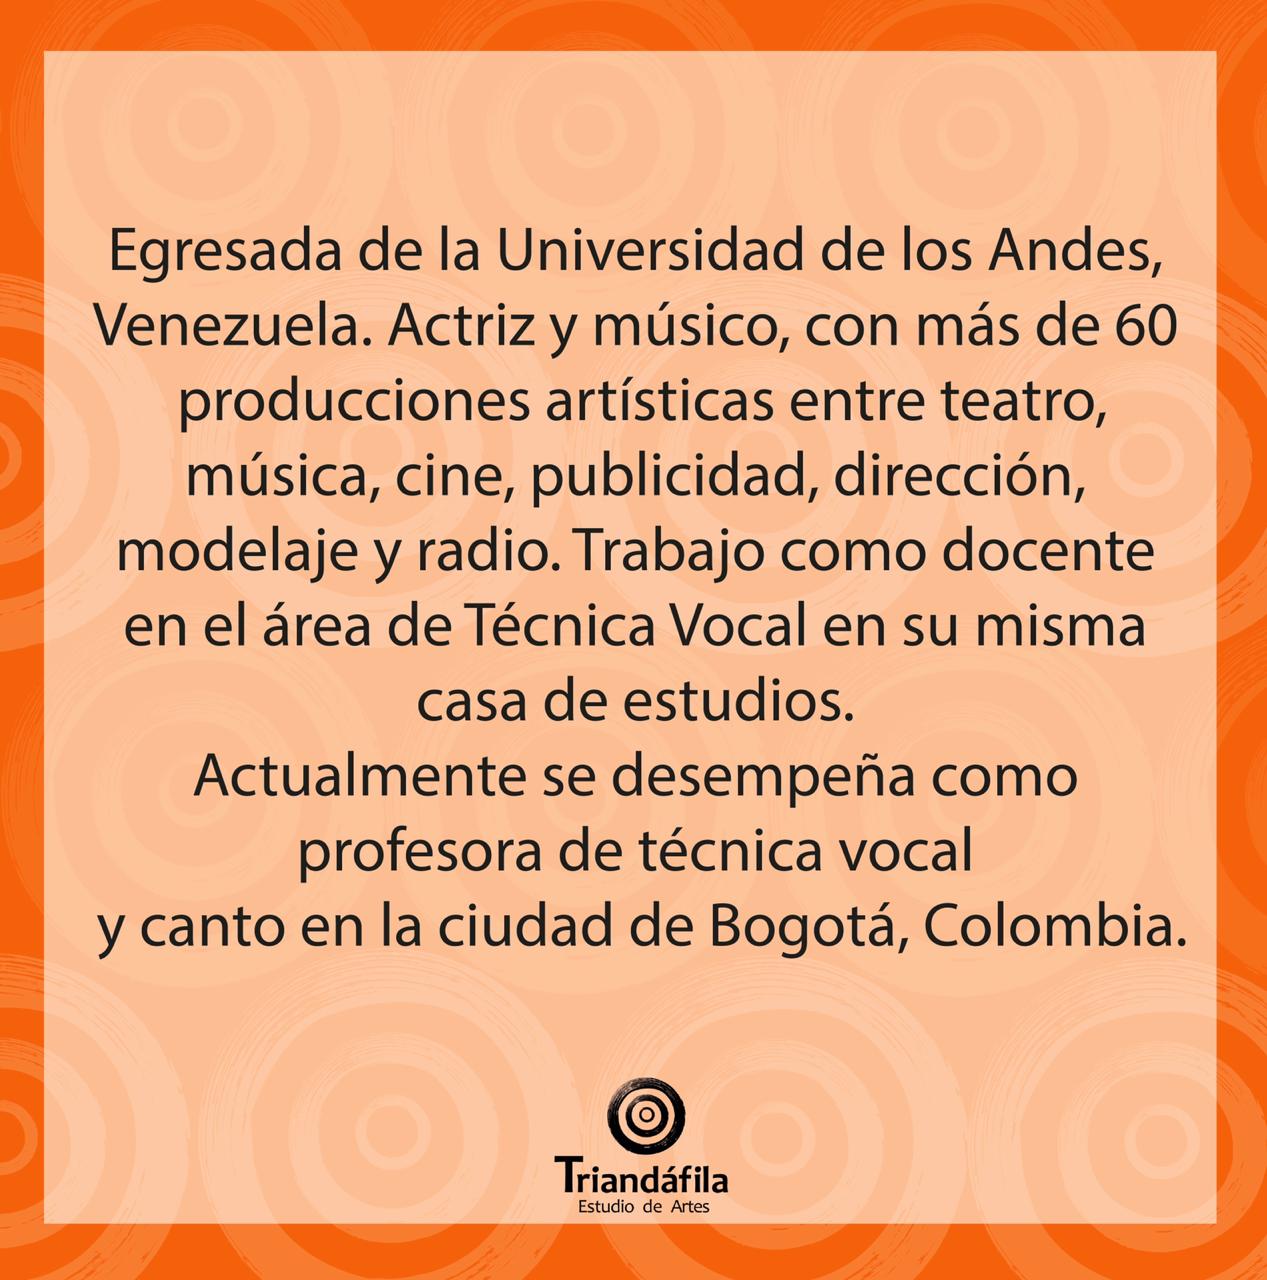 Egresada de la Universidad de los Andes,
Venezuela. Actriz y músico, con más de 60
producciones artísticas entre teatro,
música, cine, publicidad, dirección,
modelaje y radio. Trabajo como docente
en el área de Técnica Vocal en su misma
casa de estudios.
Actualmente se desempeña como
profesora de técnica vocal
y canto en la ciudad de Bogotá, Colombia.
Triandáfila
Estudio de Artes